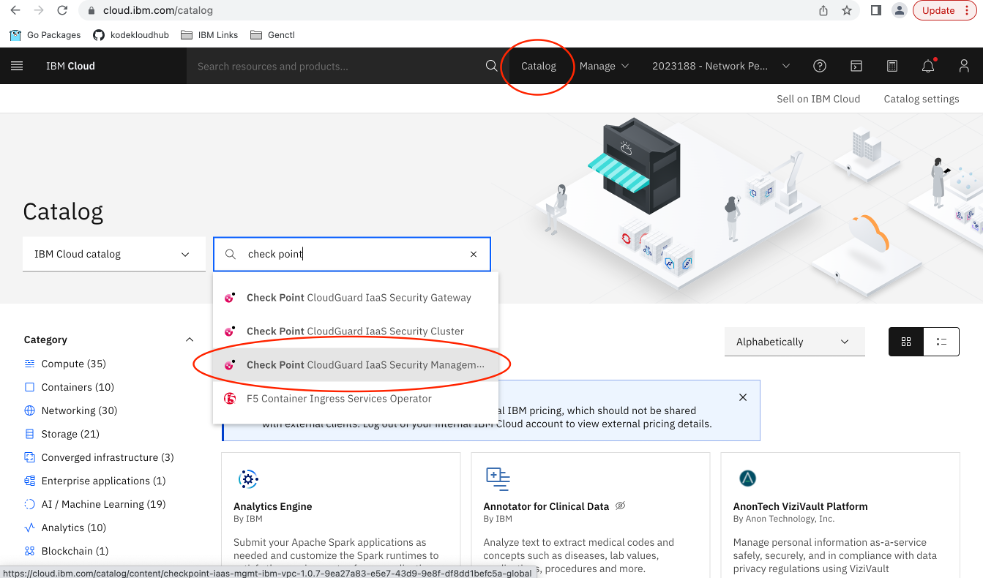 cloud.ibm.com/catalog
Update
Go Packages
kodekloudhub
IBM Links
Genctl
IBM Cloud
Search resources and products...
Catalog
Manage
2023188 - Network Pe...
Sell on IBM Cloud
Catalog settings
Catalog
IBM Cloud catalog
check point
Check Point CloudGuard IaaS Security Gateway
Check Point CloudGuard IaaS Security Cluster
Check Point CloudGuard IaaS Security Managem...
F5 Container Ingress Services Operator
Category
Compute (35)
Containers (10)
Networking (30)
Storage (21)
Converged infrastructure (3)
Enterprise applications (1)
AI / Machine Learning (19)
Analytics (10)
Blockchain (1)
Alphabetically
IBM pricing, which should not be shared
with external clients. Log out of your internal IBM Cloud account to view external pricing details.
Analytics Engine
By IBM
Submit your Apache Spark applications as
needed and customize the Spark runtimes to
Annotator for Clinical Data
By IBM
Analyze text to extract medical codes and
concepts such as diseases, lab values,
procedures and more.
AnonTech ViziVault Platform
By Anon Technology, Inc.
Manage personal information as-a-service
safely, securely, and in compliance with data
privacy regulations using ViziVault
https://cloud.ibm.com/catalog/content/checkpoint-iaas-mgmt-ibm-vpc-1.0.7-9ea27a83-e5e7-43d9-9e8f-df8dd1befc5a-global